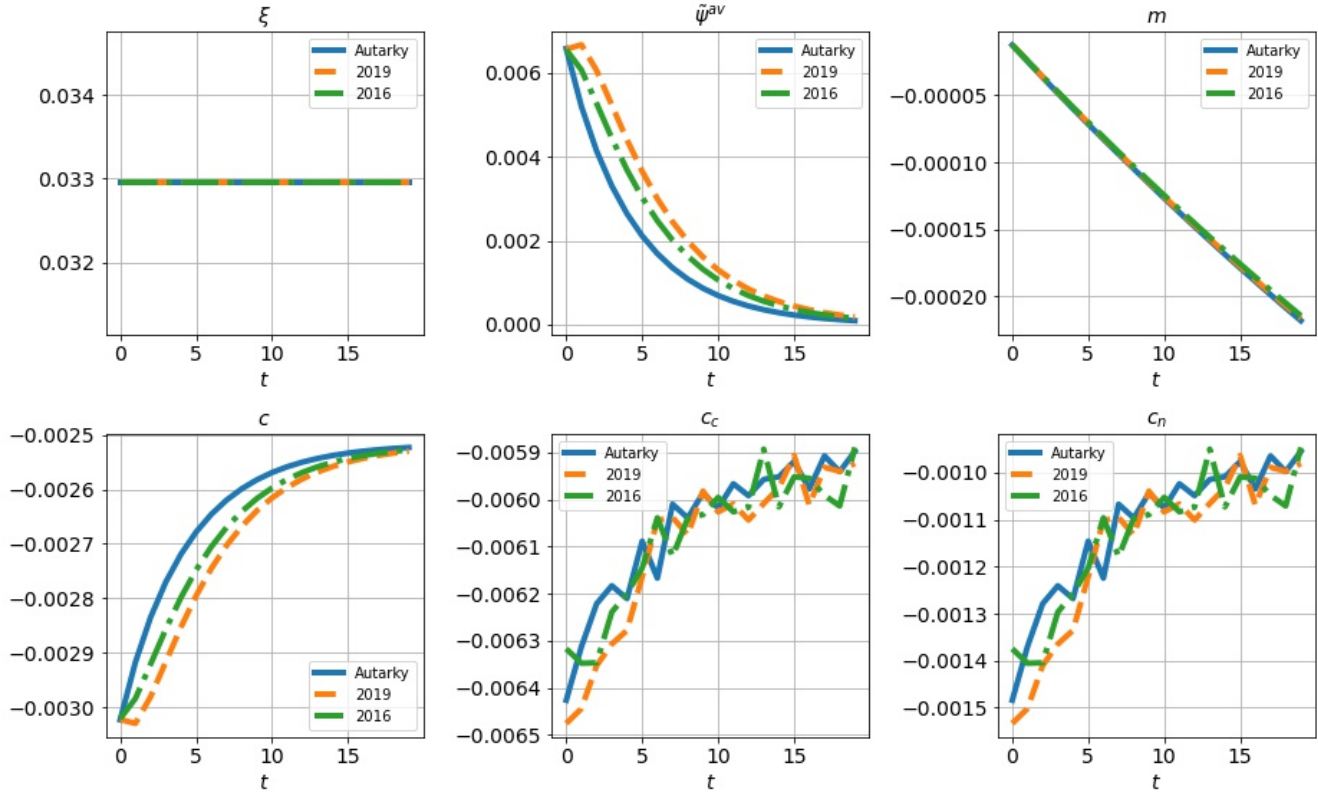 ξ
Autarky
2019
2016
0.034
0.033
0.032
0 5 10 15
t
ψ̃ᵃᵛ
Autarky
2019
2016
0.006
0.004
0.002
0.000
0 5 10 15
t
m
Autarky
2019
2016
−0.00005
−0.00010
−0.00015
−0.00020
0 5 10 15
t
c
−0.0025
−0.0026
−0.0027
−0.0028
−0.0029
−0.0030
Autarky
2019
2016
0 5 10 15
t
c_c
Autarky
2019
2016
−0.0059
−0.0060
−0.0061
−0.0062
−0.0063
−0.0064
−0.0065
0 5 10 15
t
c_n
Autarky
2019
2016
−0.0010
−0.0011
−0.0012
−0.0013
−0.0014
−0.0015
0 5 10 15
t